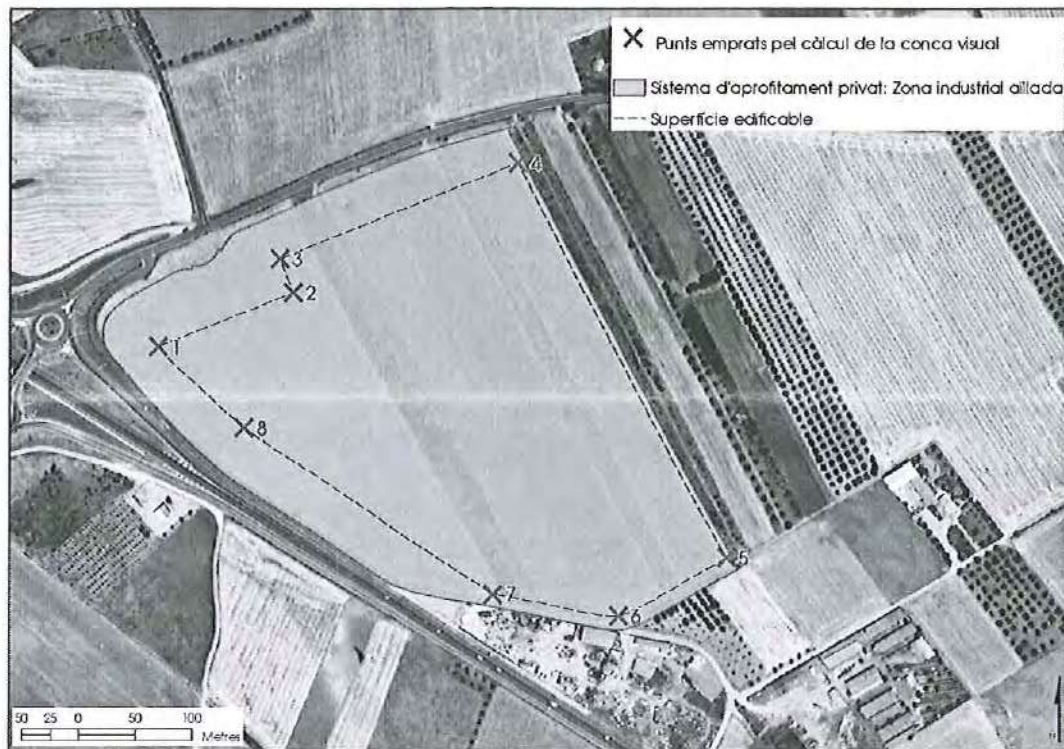 Punts emprats pel càlcul de la conca visual
Sistema d'aprofitament privat: Zona industrial aïllada
Superfície edificable
4
3
2
1
8
5
7
6
50 25 0 50 100
Metres